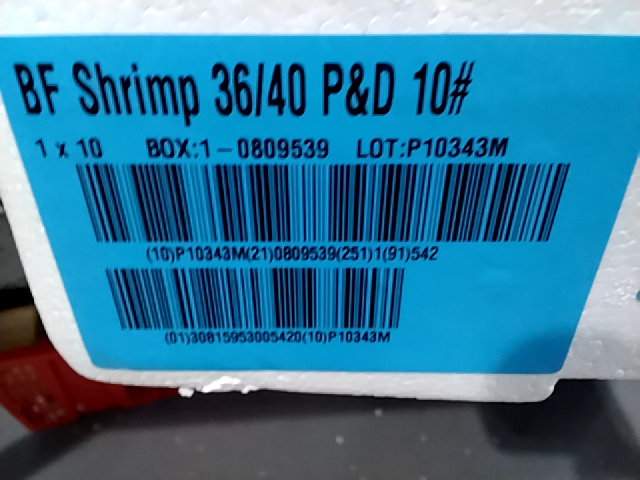 BF Shrimp 36/40 P&D 10#
1 x 10 BOX:1-0809539 LOT:P10343M
(10)P10343M(21)0809539(251)1(91)542
(01)30815953005420(10)P10343M